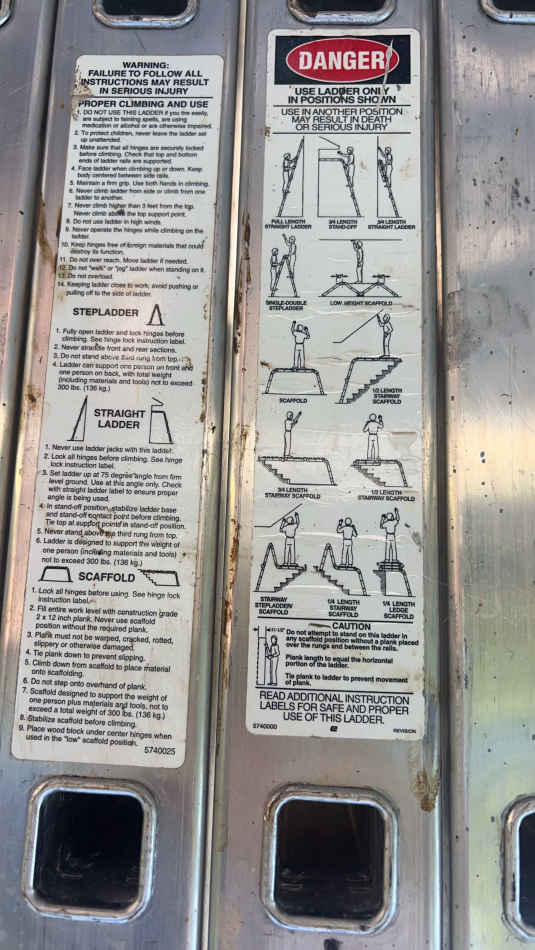 WARNING:
FAILURE TO FOLLOW ALL
INSTRUCTIONS MAY RESULT
IN SERIOUS INJURY
PROPER CLIMBING AND USE
1. DO NOT USE THIS LADDER if you tire easily,
are subject to fainting spells, are using
medication or alcohol or are otherwise impaired.
2. To protect children, never leave the ladder set
up unattended.
3. Make sure that all hinges are securely locked
before climbing. Check that top and bottom
ends of ladder rails are supported.
4. Face ladder when climbing up or down. Keep
body centered between side rails.
5. Maintain a firm grip. Use both hands in climbing.
6. Never climb ladder from side or climb from one
ladder to another.
7. Never climb higher than 3 feet from the top.
Never climb above the top support point.
8. Do not use ladder in high winds.
9. Never operate the hinges while climbing on the
ladder.
10. Keep hinges free of foreign materials that could
destroy its function.
11. Do not over reach. Move ladder if needed.
12. Do not "walk" or "jog" ladder when standing on it.
13. Do not overload.
14. Keeping ladder close to work, avoid pushing or
pulling off to the side of ladder.
STEPLADDER
1. Fully open ladder and lock hinges before
climbing. See hinge lock instruction label.
2. Never straddle front and rear sections.
3. Do not stand above third rung from top.
4. Ladder can support one person on front and
one person on back, with total weight
(including materials and tools) not to exceed
300 lbs. (136 kg.)
STRAIGHT
LADDER
1. Never use ladder jacks with this ladder.
2. Lock all hinges before climbing. See hinge
lock instruction label.
3. Set ladder up at 75 degree angle from firm
level ground. Use at this angle only. Check
with straight ladder label to ensure proper
angle is being used.
4. In stand-off position, stabilize ladder base
and stand-off contact point before climbing.
Tie top at support points in stand-off position.
5. Never stand above the third rung from top.
6. Ladder is designed to support the weight of
one person (including materials and tools)
not to exceed 300 lbs. (136 kg.)
SCAFFOLD
1. Lock all hinges before using. See hinge lock
instruction label.
2. Fill entire work level with construction grade
2 x 12 inch plank. Never use scaffold
position without the required plank.
3. Plank must not be warped, cracked, rotted,
slippery or otherwise damaged.
4. Tie plank down to prevent slipping.
5. Climb down from scaffold to place material
onto scaffolding.
6. Do not step onto overhang of plank.
7. Scaffold designed to support the weight of
one person plus materials and tools, not to
exceed a total weight of 300 lbs. (136 kg.)
8. Stabilize scaffold before climbing.
9. Place wood block under center hinges when
used in the "low" scaffold position.
5740025
DANGER
USE LADDER ONLY
IN POSITIONS SHOWN
USE IN ANOTHER POSITION
MAY RESULT IN DEATH
OR SERIOUS INJURY
FULL LENGTH
STRAIGHT LADDER
3/4 LENGTH
STAND-OFF
3/4 LENGTH
STRAIGHT LADDER
SINGLE-DOUBLE
STEPLADDER
LOW HEIGHT SCAFFOLD
SCAFFOLD
1/2 LENGTH
STAIRWAY
SCAFFOLD
3/4 LENGTH
STAIRWAY SCAFFOLD
1/2 LENGTH
STAIRWAY SCAFFOLD
STAIRWAY
STEPLADDER/
SCAFFOLD
1/4 LENGTH
STAIRWAY
SCAFFOLD
1/4 LENGTH
LEDGE
SCAFFOLD
CAUTION
Do not attempt to stand on this ladder in
any scaffold position without a plank placed
over the rungs and between the rails.
Plank length to equal the horizontal
portion of the ladder.
Tie plank to ladder to prevent movement
of plank.
READ ADDITIONAL INSTRUCTION
LABELS FOR SAFE AND PROPER
USE OF THIS LADDER.
5740000
REVISION